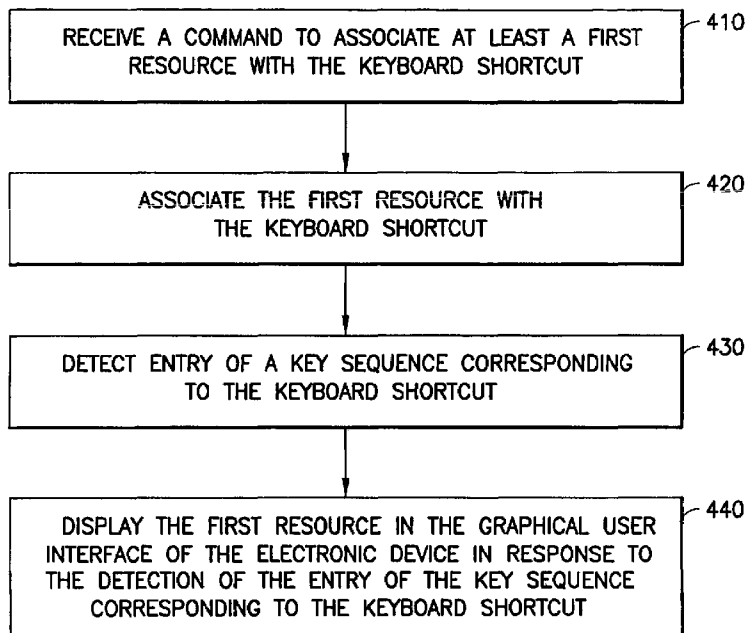 RECEIVE A COMMAND TO ASSOCIATE AT LEAST A FIRST
RESOURCE WITH THE KEYBOARD SHORTCUT
410
ASSOCIATE THE FIRST RESOURCE WITH
THE KEYBOARD SHORTCUT
420
DETECT ENTRY OF A KEY SEQUENCE CORRESPONDING
TO THE KEYBOARD SHORTCUT
430
DISPLAY THE FIRST RESOURCE IN THE GRAPHICAL USER
INTERFACE OF THE ELECTRONIC DEVICE IN RESPONSE TO
THE DETECTION OF THE ENTRY OF THE KEY SEQUENCE
CORRESPONDING TO THE KEYBOARD SHORTCUT
440